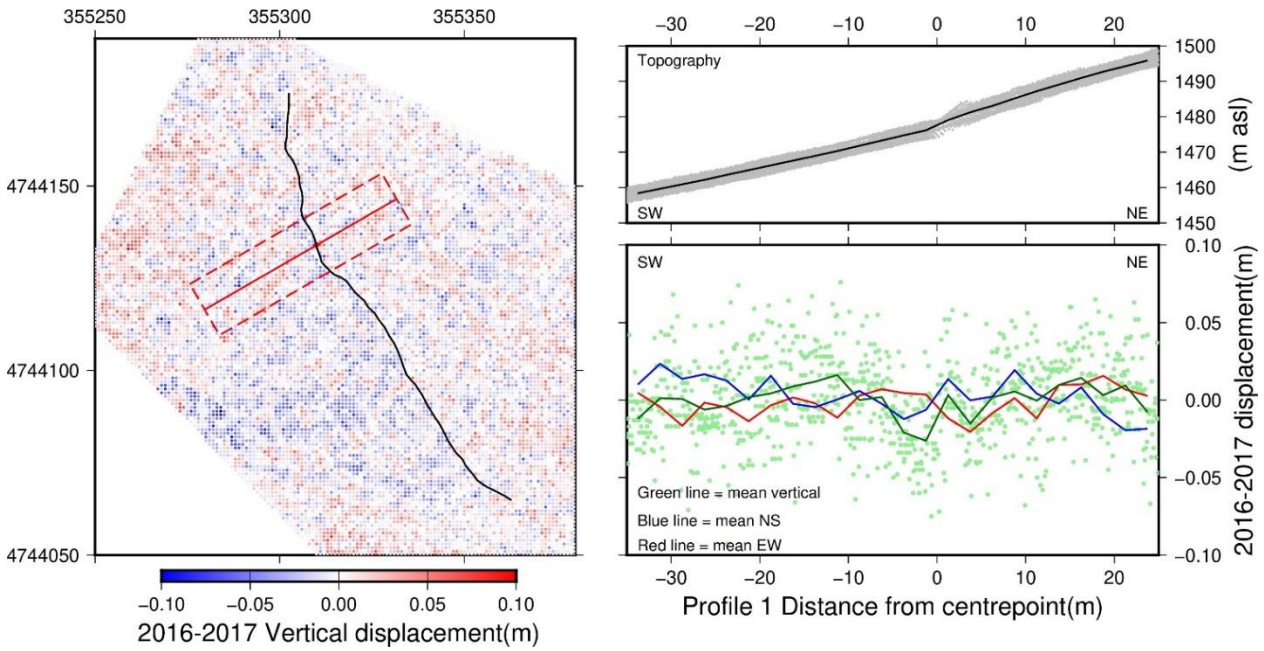 355250 355300 355350
4744150
4744100
4744050
−0.10 −0.05 0.00 0.05 0.10
2016-2017 Vertical displacement(m)
−30 −20 −10 0 10 20
Topography
SW NE
1500
1490
1480
1470
1460
1450
(m asl)
SW NE
0.10
0.05
0.00
−0.05
−0.10
2016-2017 displacement(m)
Green line = mean vertical
Blue line = mean NS
Red line = mean EW
−30 −20 −10 0 10 20
Profile 1 Distance from centrepoint(m)